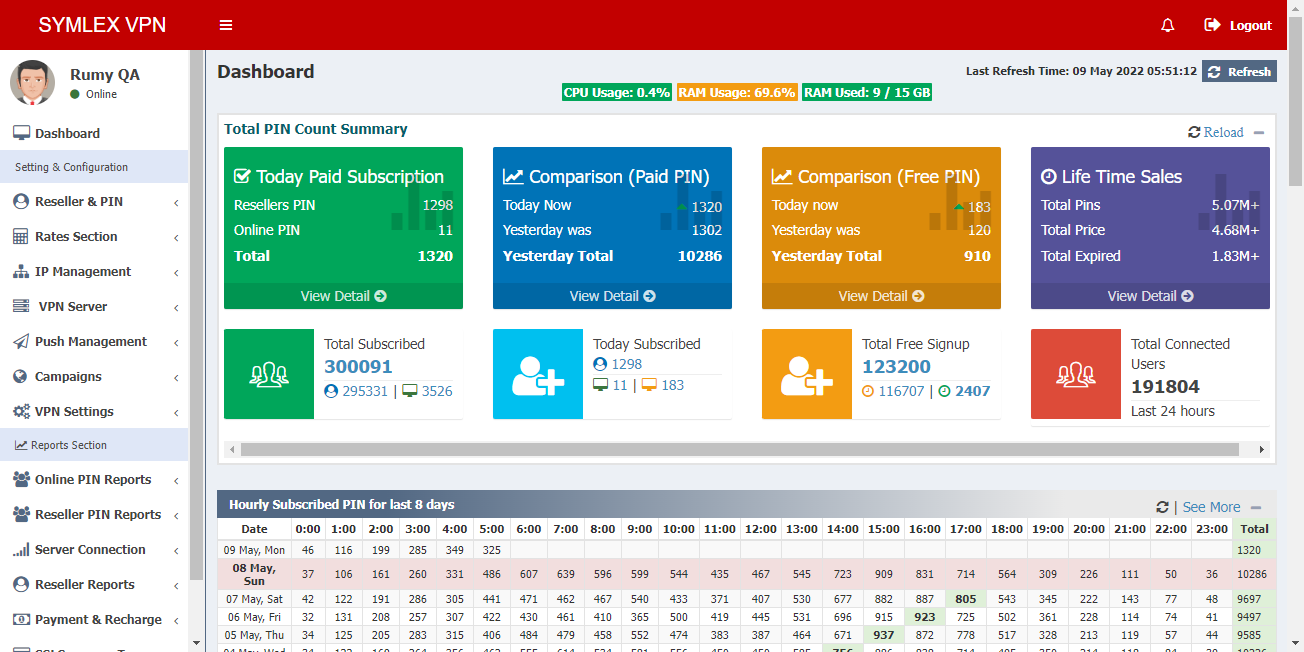 SYMLEX VPN
Logout
Rumy QA
Online
Dashboard
Setting & Configuration
Reseller & PIN
Rates Section
IP Management
VPN Server
Push Management
Campaigns
VPN Settings
Reports Section
Online PIN Reports
Reseller PIN Reports
Server Connection
Reseller Reports
Payment & Recharge
Dashboard
Last Refresh Time: 09 May 2022 05:51:12 Refresh
CPU Usage: 0.4% RAM Usage: 69.6% RAM Used: 9 / 15 GB
Total PIN Count Summary
Reload
Today Paid Subscription
Resellers PIN 1298
Online PIN 11
Total 1320
View Detail
Comparison (Paid PIN)
Today Now 1320
Yesterday was 1302
Yesterday Total 10286
View Detail
Comparison (Free PIN)
Today now 183
Yesterday was 120
Yesterday Total 910
View Detail
Life Time Sales
Total Pins 5.07M+
Total Price 4.68M+
Total Expired 1.83M+
View Detail
Total Subscribed
300091
295331 | 3526
Today Subscribed
1298
11 | 183
Total Free Signup
123200
116707 | 2407
Total Connected
Users
191804
Last 24 hours
Hourly Subscribed PIN for last 8 days
| See More
Date 0:00 1:00 2:00 3:00 4:00 5:00 6:00 7:00 8:00 9:00 10:00 11:00 12:00 13:00 14:00 15:00 16:00 17:00 18:00 19:00 20:00 21:00 22:00 23:00 Total
09 May, Mon 46 116 199 285 349 325 1320
08 May, Sun 37 106 161 260 331 486 607 639 596 599 544 435 467 545 723 909 831 714 564 309 226 111 50 36 10286
07 May, Sat 42 122 191 286 305 441 471 462 467 540 433 371 407 530 677 882 887 805 543 345 222 143 77 48 9697
06 May, Fri 32 131 208 257 307 422 430 461 410 365 500 419 445 531 696 915 923 725 502 361 228 114 74 41 9497
05 May, Thu 34 125 205 283 315 406 484 479 458 552 474 383 387 464 671 937 872 778 517 328 213 119 57 44 9585